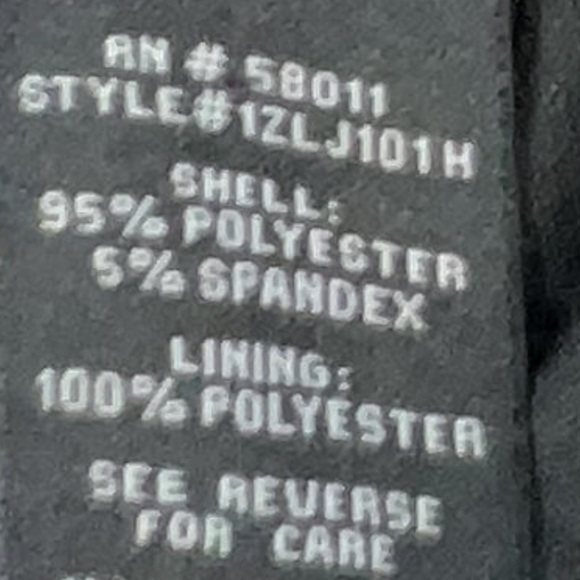 RN # 58011
STYLE#1ZLJ101H
SHELL:
95% POLYESTER
5% SPANDEX
LINING:
100% POLYESTER
SEE REVERSE
FOR CARE